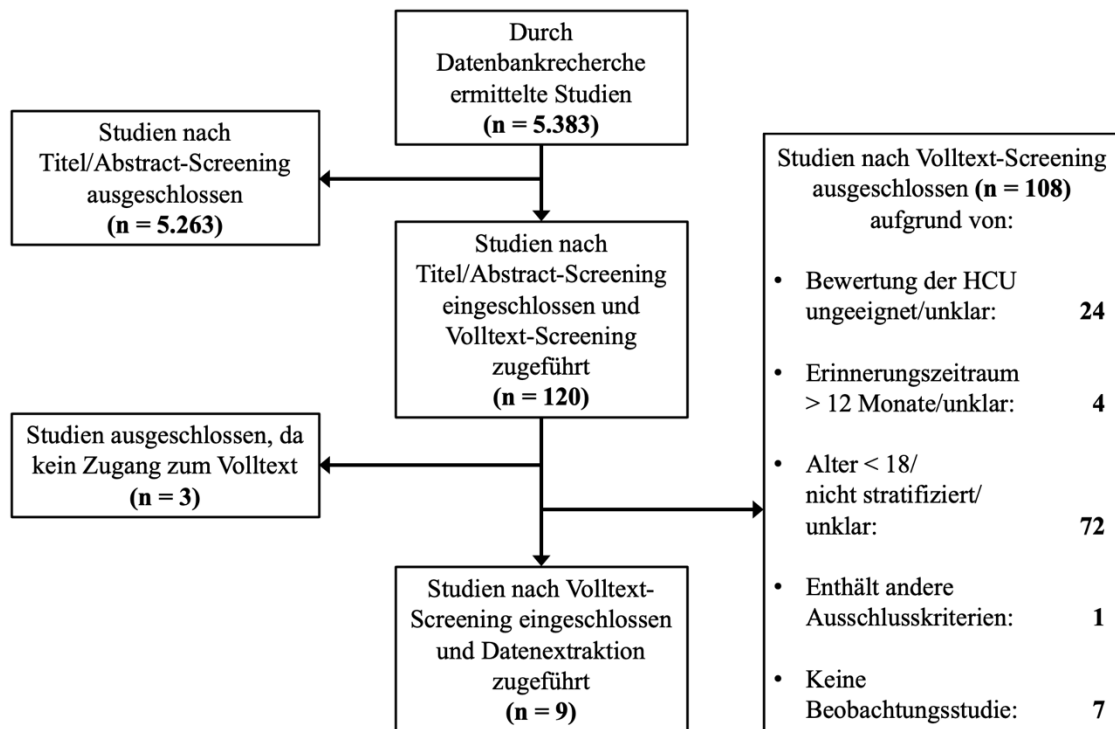 Durch
Datenbankrecherche
ermittelte Studien
(n = 5.383)
Studien nach
Titel/Abstract-Screening
ausgeschlossen
(n = 5.263)
Studien nach
Titel/Abstract-Screening
eingeschlossen und
Volltext-Screening
zugeführt
(n = 120)
Studien ausgeschlossen, da
kein Zugang zum Volltext
(n = 3)
Studien nach Volltext-Screening
ausgeschlossen (n = 108)
aufgrund von:
• Bewertung der HCU
ungeeignet/unklar: 24
• Erinnerungszeitraum
> 12 Monate/unklar: 4
• Alter < 18/
nicht stratifiziert/
unklar: 72
• Enthält andere
Ausschlusskriterien: 1
• Keine
Beobachtungsstudie: 7
Studien nach Volltext-
Screening eingeschlossen
und Datenextraktion
zugeführt
(n = 9)